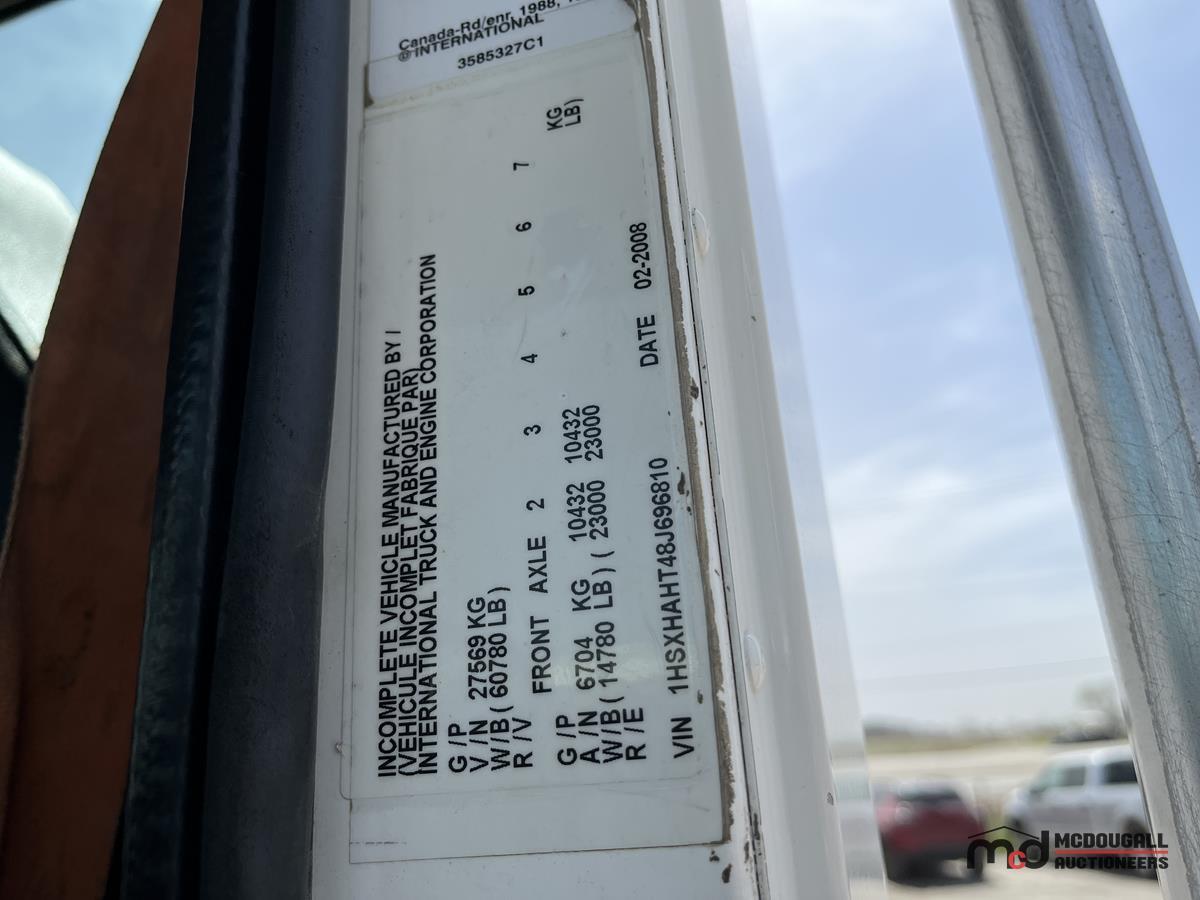 Canada-Rd/enr 1988,
© INTERNATIONAL
3585327C1
INCOMPLETE VEHICLE MANUFACTURED BY /
(VEHICULE INCOMPLET FABRIQUE PAR)
INTERNATIONAL TRUCK AND ENGINE CORPORATION
G /P
V /N 27569 KG
W/B ( 60780 LB )
R /V
FRONT AXLE 2 3 4 5 6 7
G /P
A /N 6704 KG 10432 10432 KG
W/B ( 14780 LB ) ( 23000 23000 LB)
R /E
VIN 1HSXHAHT48J696810 DATE 02-2008
mcd MCDOUGALL
AUCTIONEERS